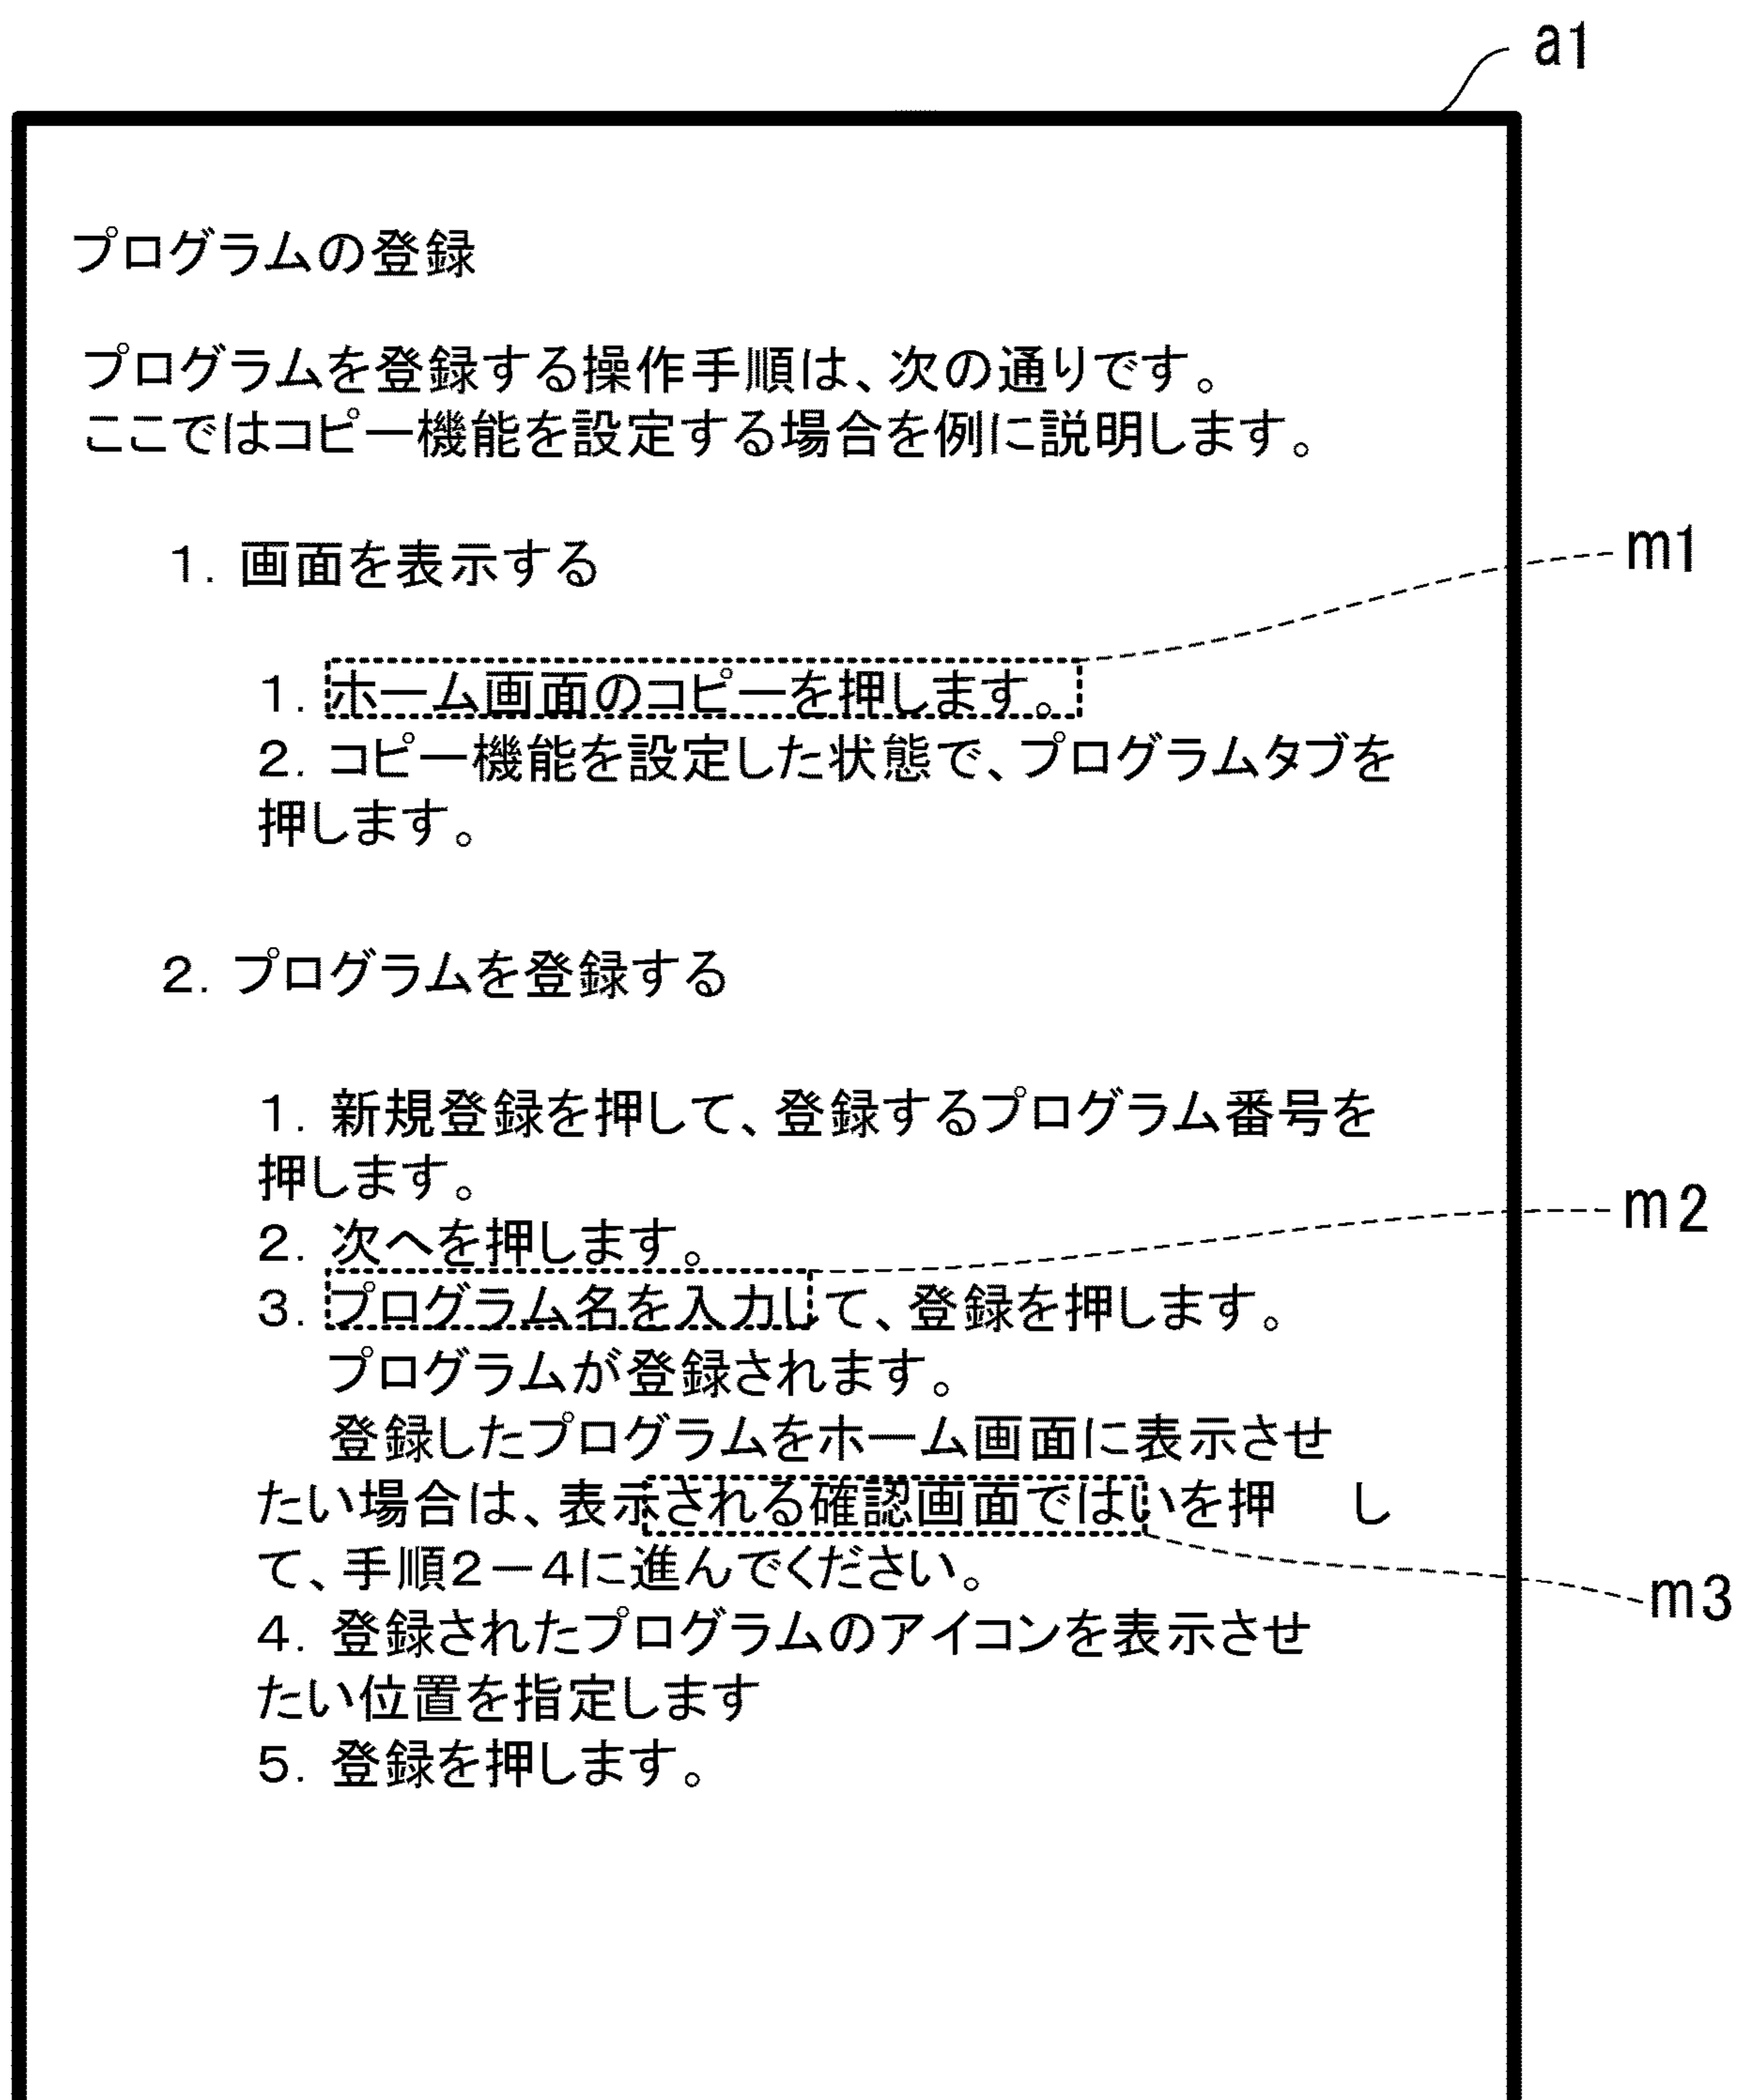 a1
プログラムの登録
プログラムを登録する操作手順は、次の通りです。
ここではコピー機能を設定する場合を例に説明します。
1. 画面を表示する
m1
1. ホーム画面のコピーを押します。
2. コピー機能を設定した状態で、プログラムタブを
押します。
2. プログラムを登録する
1. 新規登録を押して、登録するプログラム番号を
押します。
m2
2. 次へを押します。
3. プログラム名を入力して、登録を押します。
プログラムが登録されます。
登録したプログラムをホーム画面に表示させ
たい場合は、表示される確認画面ではいを押　し
て、手順2－4に進んでください。
m3
4. 登録されたプログラムのアイコンを表示させ
たい位置を指定します
5. 登録を押します。